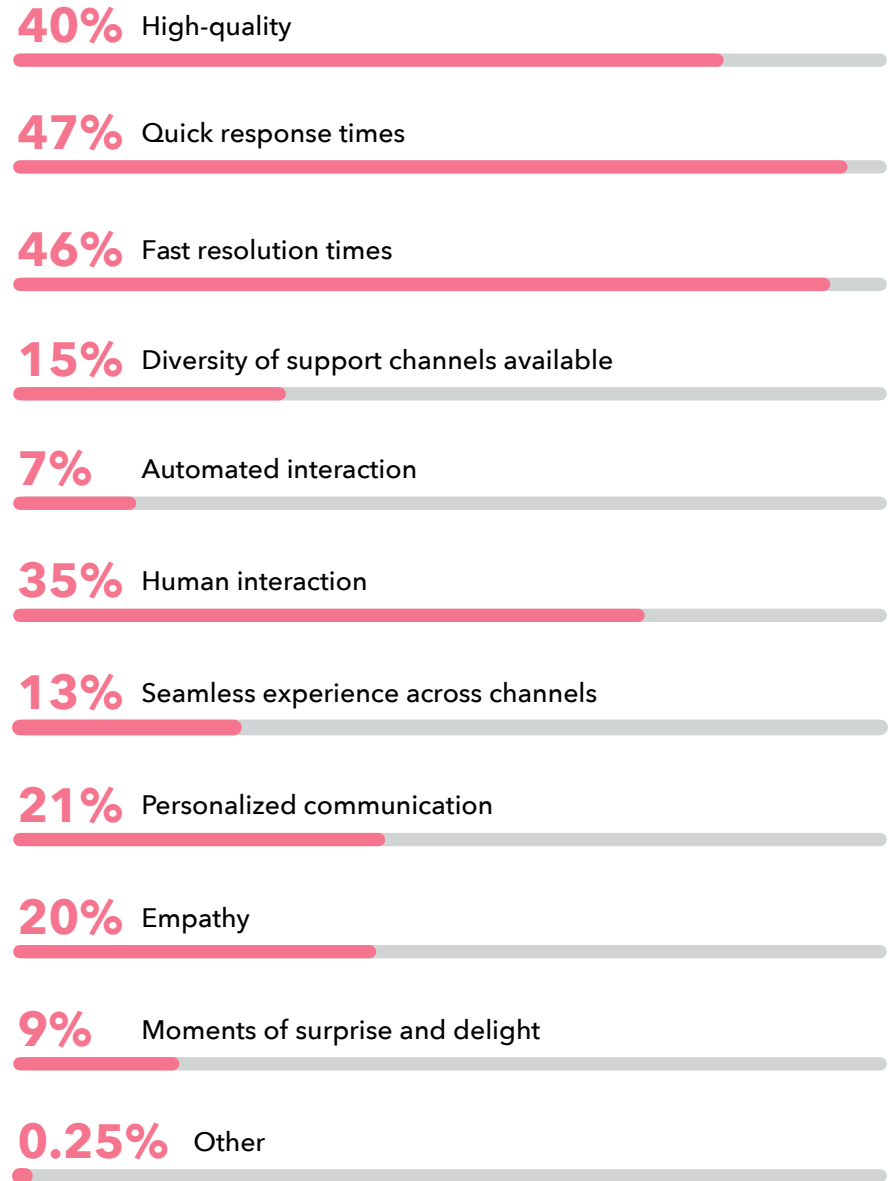 40% High-quality
47% Quick response times
46% Fast resolution times
15% Diversity of support channels available
7% Automated interaction
35% Human interaction
13% Seamless experience across channels
21% Personalized communication
20% Empathy
9% Moments of surprise and delight
0.25% Other